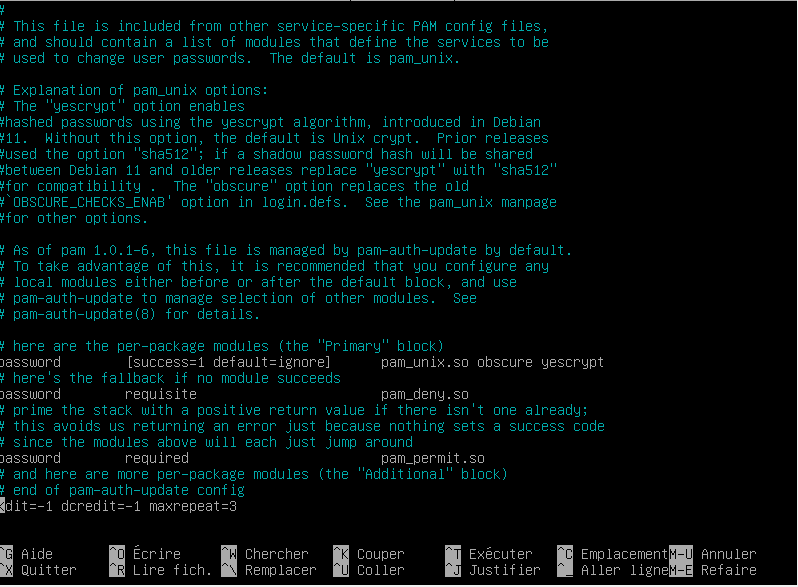 #
# This file is included from other service-specific PAM config files,
# and should contain a list of modules that define the services to be
# used to change user passwords.  The default is pam_unix.

# Explanation of pam_unix options:
# The "yescrypt" option enables
#hashed passwords using the yescrypt algorithm, introduced in Debian
#11.  Without this option, the default is Unix crypt.  Prior releases
#used the option "sha512"; if a shadow password hash will be shared
#between Debian 11 and older releases replace "yescrypt" with "sha512"
#for compatibility .  The "obscure" option replaces the old
#`OBSCURE_CHECKS_ENAB' option in login.defs.  See the pam_unix manpage
#for other options.

# As of pam 1.0.1-6, this file is managed by pam-auth-update by default.
# To take advantage of this, it is recommended that you configure any
# local modules either before or after the default block, and use
# pam-auth-update to manage selection of other modules.  See
# pam-auth-update(8) for details.

# here are the per-package modules (the "Primary" block)
password        [success=1 default=ignore]      pam_unix.so obscure yescrypt
# here's the fallback if no module succeeds
password        requisite                       pam_deny.so
# prime the stack with a positive return value if there isn't one already;
# this avoids us returning an error just because nothing sets a success code
# since the modules above will each just jump around
password        required                        pam_permit.so
# and here are more per-package modules (the "Additional" block)
# end of pam-auth-update config
dit=-1 dcredit=-1 maxrepeat=3

^G Aide ^O Écrire ^W Chercher ^K Couper ^T Exécuter ^C Emplacement M-U Annuler
^X Quitter ^R Lire fich. ^\ Remplacer ^U Coller ^J Justifier ^_ Aller ligne M-E Refaire